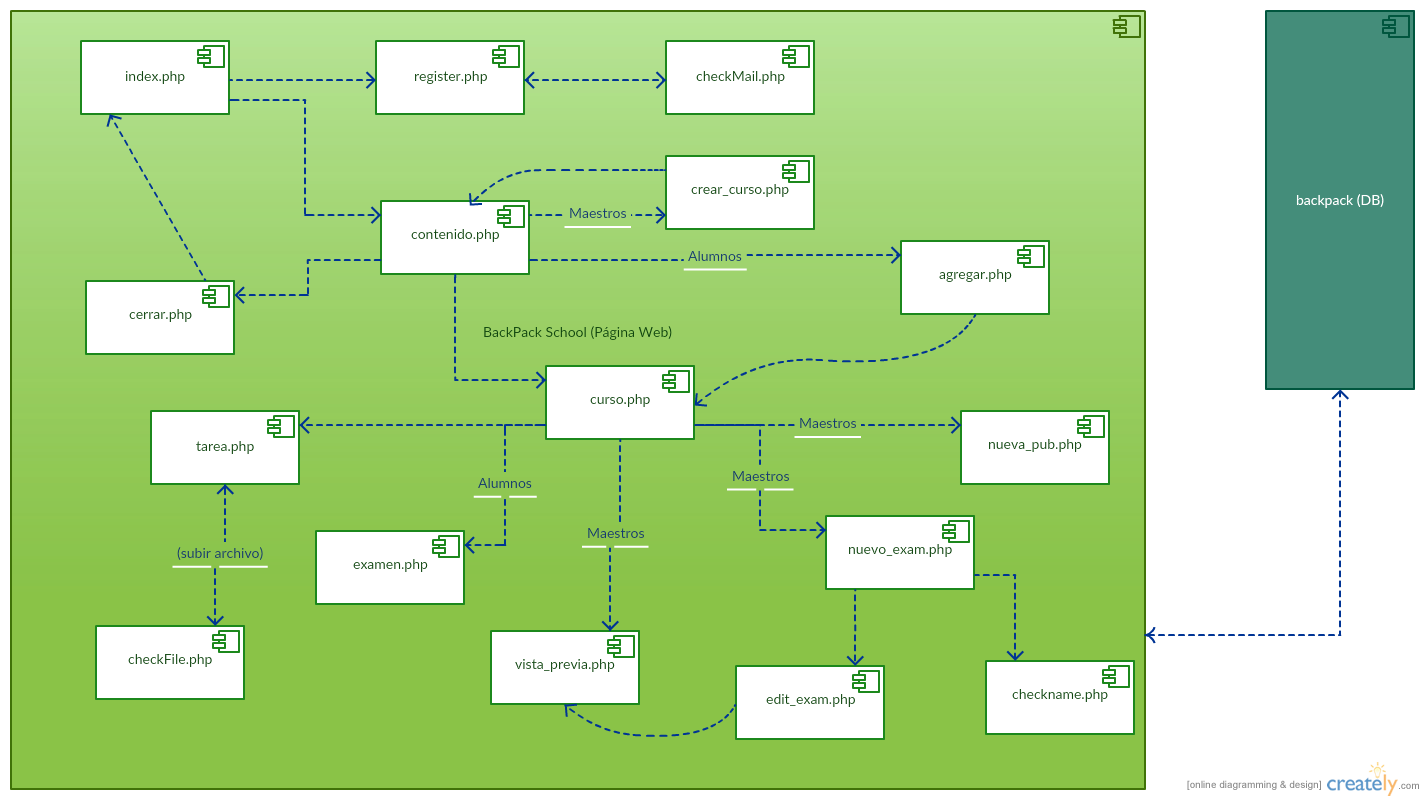 index.php
register.php
checkMail.php
crear_curso.php
backpack (DB)
Maestros
contenido.php
Alumnos
agregar.php
cerrar.php
BackPack School (Página Web)
curso.php
Maestros
tarea.php
nueva_pub.php
Alumnos
Maestros
Maestros
(subir archivo)
nuevo_exam.php
examen.php
checkFile.php
vista_previa.php
edit_exam.php
checkname.php
[online diagramming & design] creately.com